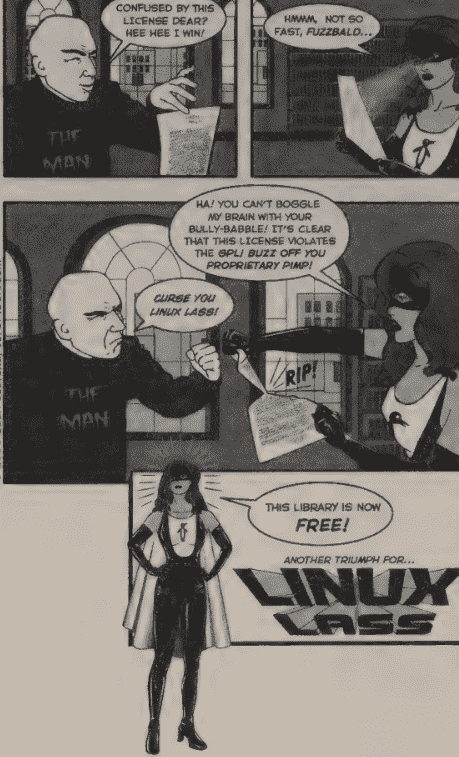 CONFUSED BY THIS
LICENSE DEAR?
HEE HEE I WIN!
HMMM, NOT SO
FAST, FUZZBALD...
THE
MAN
HA! YOU CAN'T BOGGLE
MY BRAIN WITH YOUR
BULLY-BABBLE! IT'S CLEAR
THAT THIS LICENSE VIOLATES
THE GPL! BUZZ OFF YOU
PROPRIETARY PIMP!
CURSE YOU
LINUX LASS!
RIP!
THE
MAN
THIS LIBRARY IS NOW
FREE!
ANOTHER TRIUMPH FOR...
LINUX
LASS